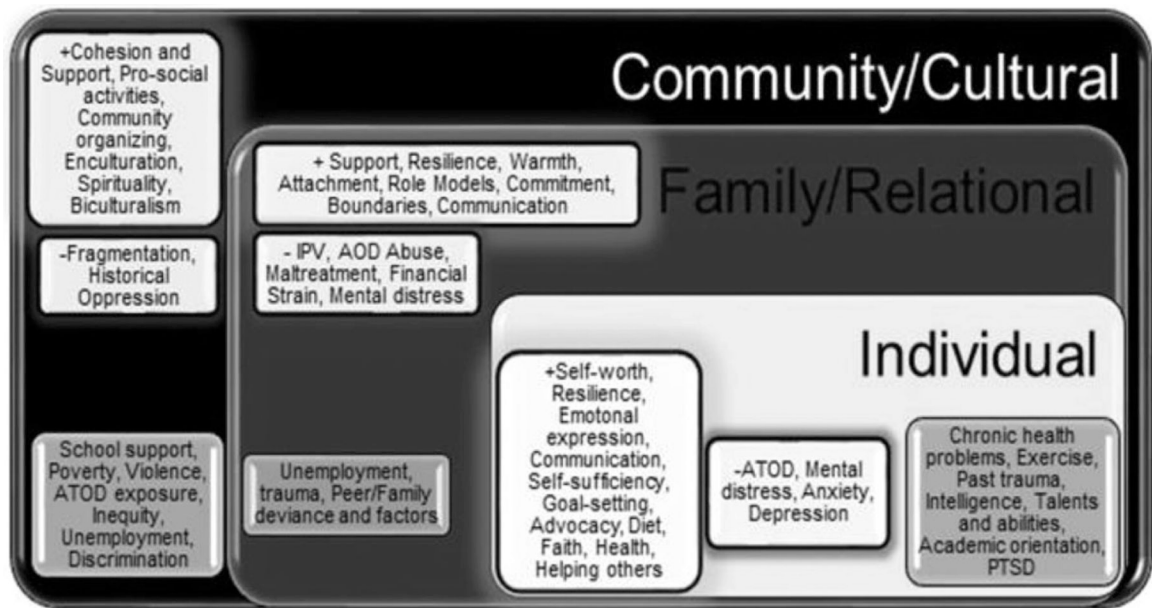 +Cohesion and
Support, Pro-social
activities,
Community
organizing,
Enculturation,
Spirituality,
Biculturalism
Community/Cultural
+ Support, Resilience, Warmth,
Attachment, Role Models, Commitment,
Boundaries, Communication
Family/Relational
-Fragmentation,
Historical
Oppression
- IPV, AOD Abuse,
Maltreatment, Financial
Strain, Mental distress
Individual
+Self-worth,
Resilience,
Emotonal
expression,
Communication,
Self-sufficiency,
Goal-setting,
Advocacy, Diet,
Faith, Health,
Helping others
School support,
Poverty, Violence,
ATOD exposure,
Inequity,
Unemployment,
Discrimination
Unemployment,
trauma, Peer/Family
deviance and factors
-ATOD, Mental
distress, Anxiety,
Depression
Chronic health
problems, Exercise,
Past trauma,
Intelligence, Talents
and abilities,
Academic orientation,
PTSD